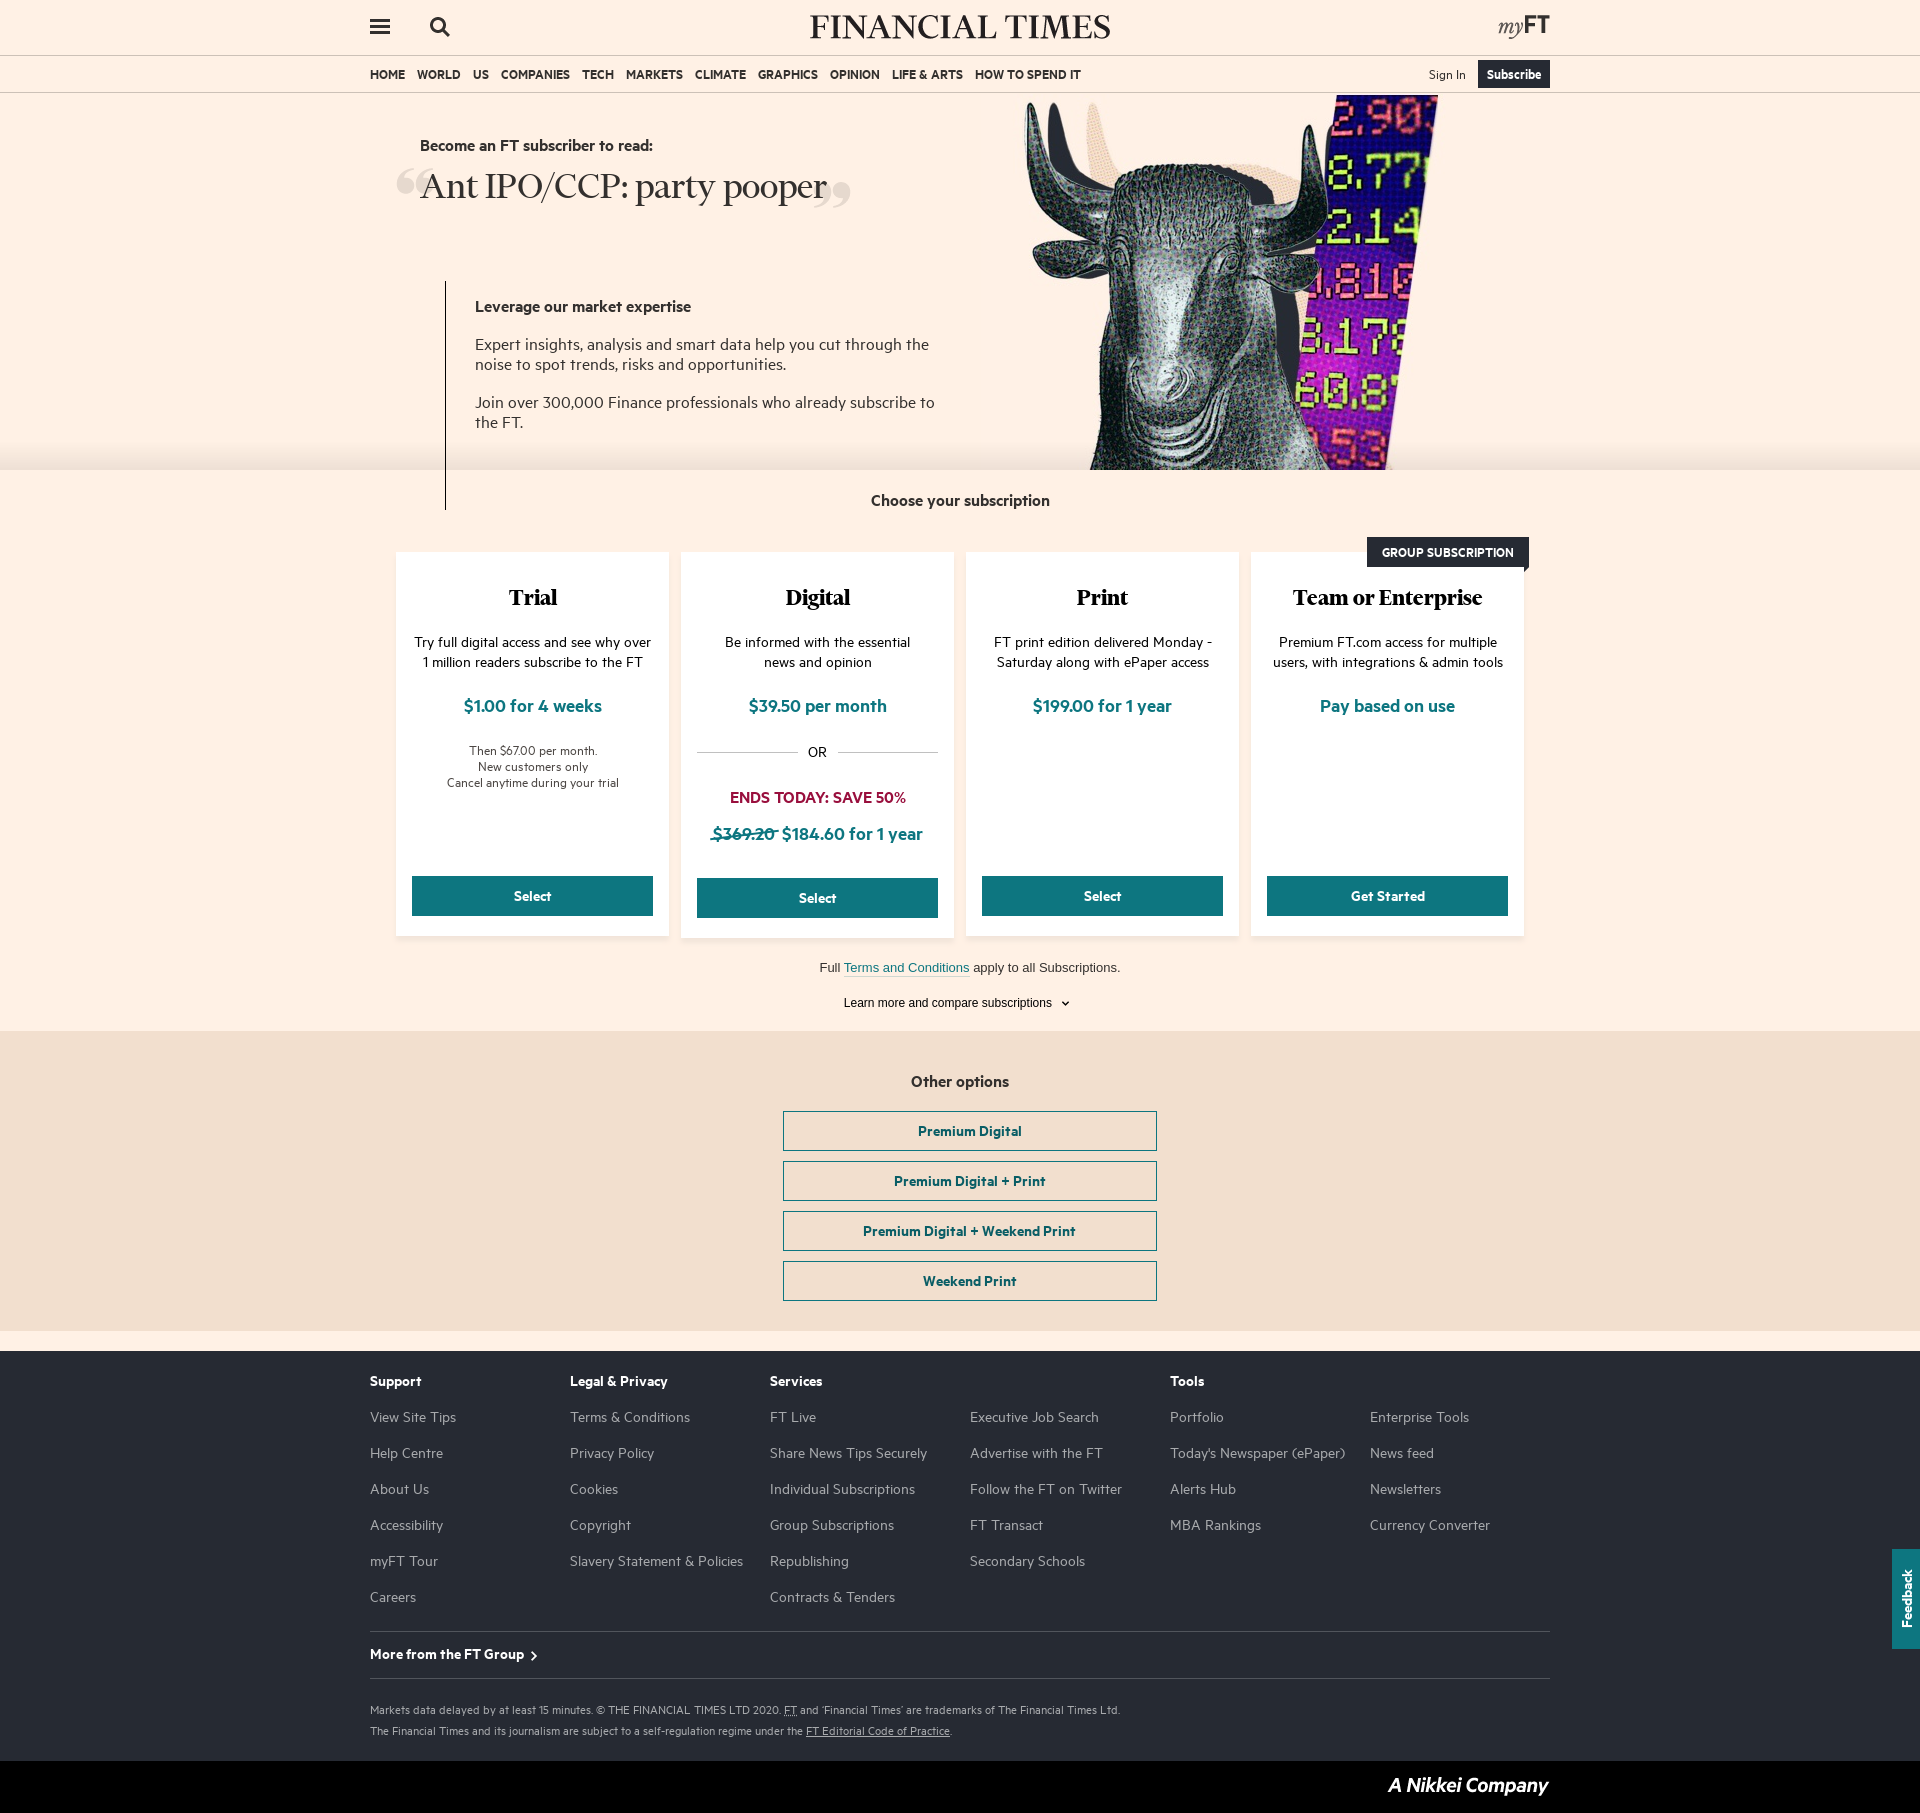 FINANCIAL TIMES
myFT
HOME WORLD US COMPANIES TECH MARKETS CLIMATE GRAPHICS OPINION LIFE & ARTS HOW TO SPEND IT
Sign In Subscribe
Become an FT subscriber to read:
“Ant IPO/CCP: party pooper”
Leverage our market expertise
Expert insights, analysis and smart data help you cut through the
noise to spot trends, risks and opportunities.
Join over 300,000 Finance professionals who already subscribe to
the FT.
Choose your subscription
Trial
Try full digital access and see why over
1 million readers subscribe to the FT
$1.00 for 4 weeks
Then $67.00 per month.
New customers only
Cancel anytime during your trial
Select
Digital
Be informed with the essential
news and opinion
$39.50 per month
OR
ENDS TODAY: SAVE 50%
$369.20 $184.60 for 1 year
Select
Print
FT print edition delivered Monday -
Saturday along with ePaper access
$199.00 for 1 year
Select
GROUP SUBSCRIPTION
Team or Enterprise
Premium FT.com access for multiple
users, with integrations & admin tools
Pay based on use
Get Started
Full Terms and Conditions apply to all Subscriptions.
Learn more and compare subscriptions
Other options
Premium Digital
Premium Digital + Print
Premium Digital + Weekend Print
Weekend Print
Support
View Site Tips
Help Centre
About Us
Accessibility
myFT Tour
Careers
Legal & Privacy
Terms & Conditions
Privacy Policy
Cookies
Copyright
Slavery Statement & Policies
Services
FT Live
Share News Tips Securely
Individual Subscriptions
Group Subscriptions
Republishing
Contracts & Tenders
Executive Job Search
Advertise with the FT
Follow the FT on Twitter
FT Transact
Secondary Schools
Tools
Portfolio
Today's Newspaper (ePaper)
Alerts Hub
MBA Rankings
Enterprise Tools
News feed
Newsletters
Currency Converter
Feedback
More from the FT Group
Markets data delayed by at least 15 minutes. © THE FINANCIAL TIMES LTD 2020. FT and 'Financial Times' are trademarks of The Financial Times Ltd.
The Financial Times and its journalism are subject to a self-regulation regime under the FT Editorial Code of Practice.
A Nikkei Company